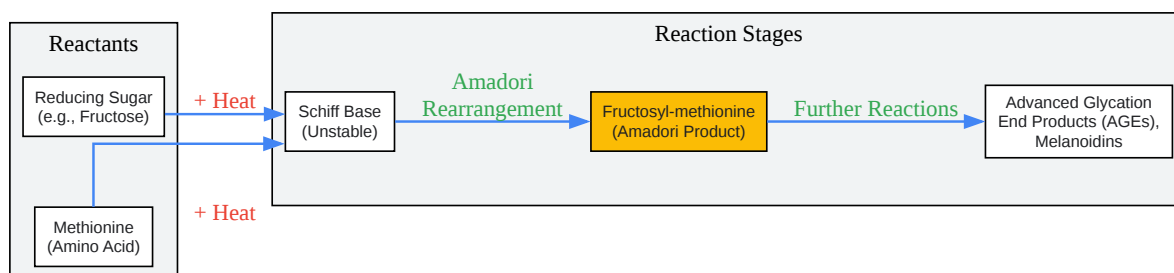 Reactants
Reducing Sugar
(e.g., Fructose)
Methionine
(Amino Acid)
+ Heat
+ Heat
Reaction Stages
Schiff Base
(Unstable)
Amadori
Rearrangement
Fructosyl-methionine
(Amadori Product)
Further Reactions
Advanced Glycation
End Products (AGEs),
Melanoidins